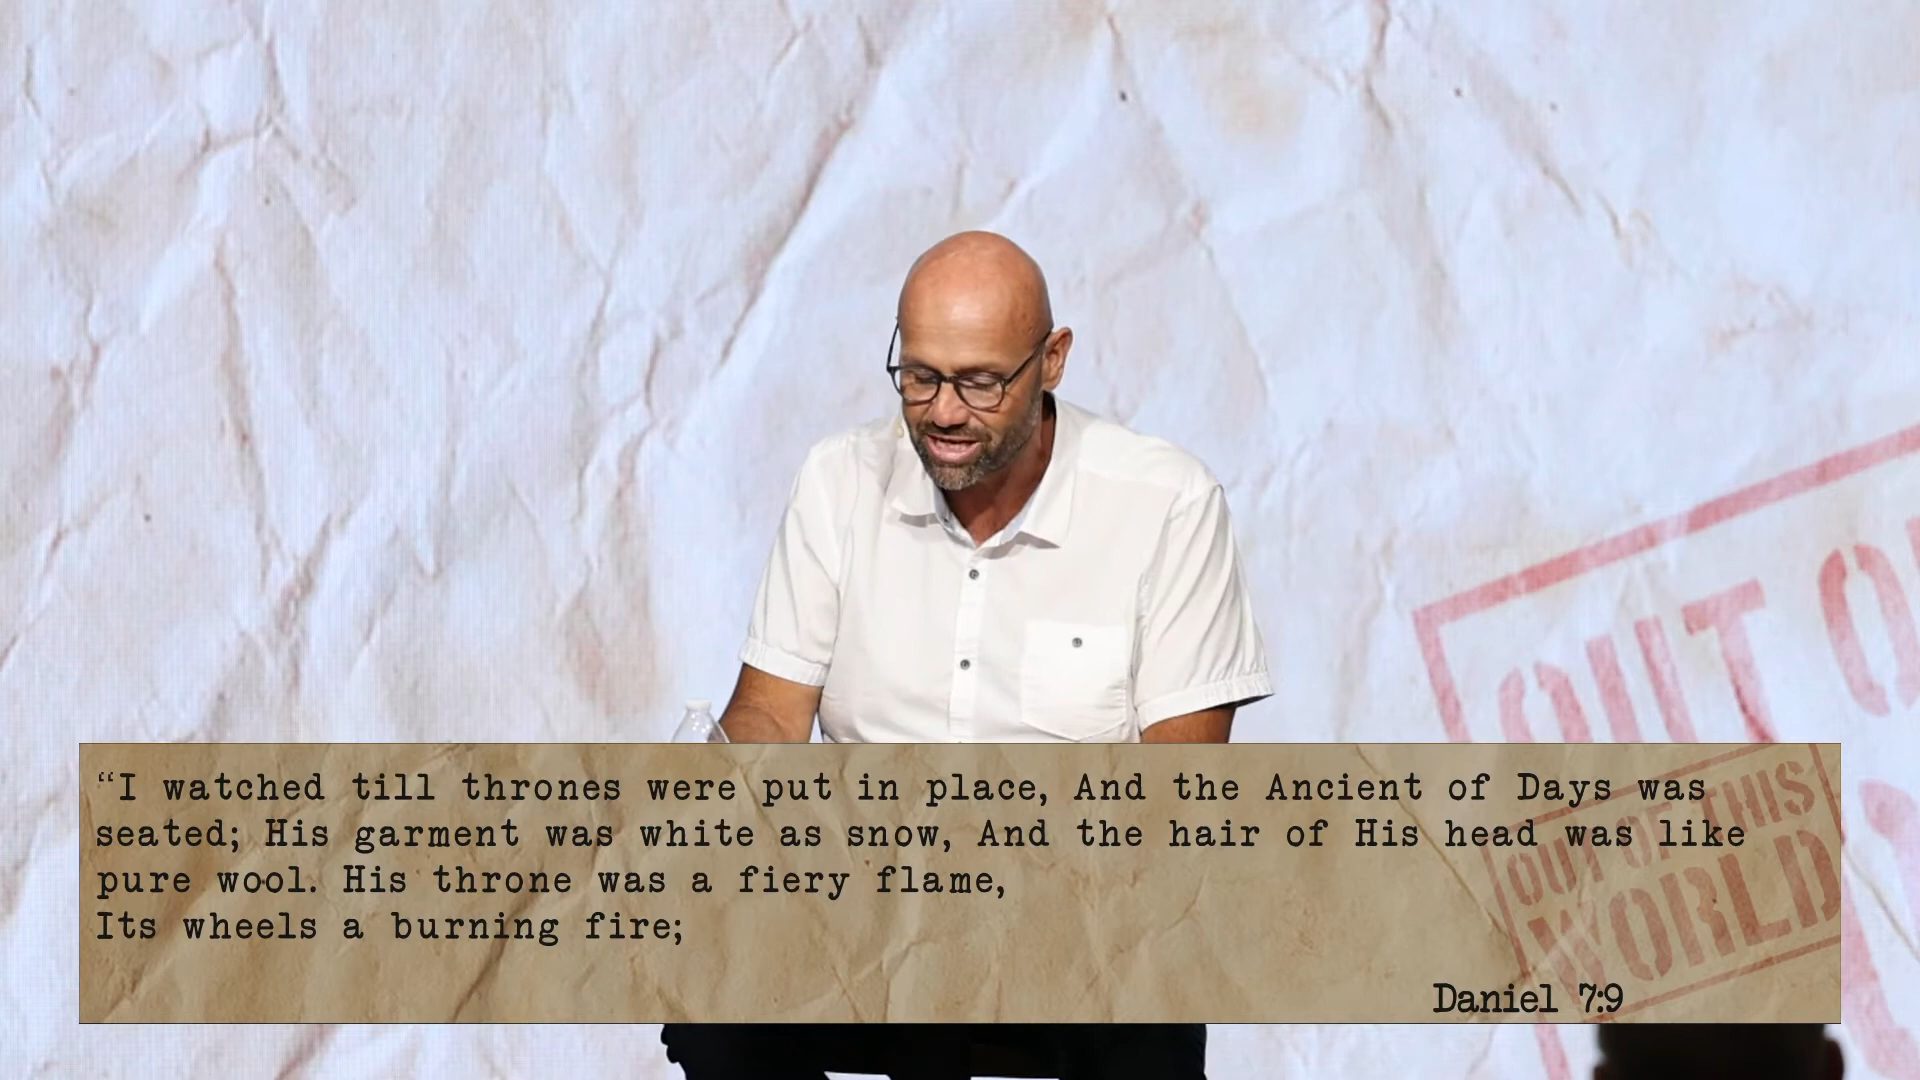 OUT O
“I watched till thrones were put in place, And the Ancient of Days was
seated; His garment was white as snow, And the hair of His head was like
pure wool. His throne was a fiery flame,
Its wheels a burning fire;
OUT OF THIS
WORLD
Daniel 7:9